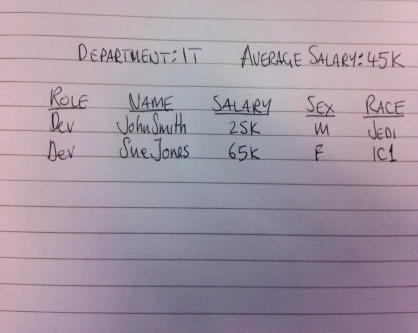 DEPARTMENT: IT AVERAGE SALARY: 45K
ROLE NAME SALARY SEX RACE
Dev John Smith 25K M JEDI
Dev Sue Jones 65K F IC1